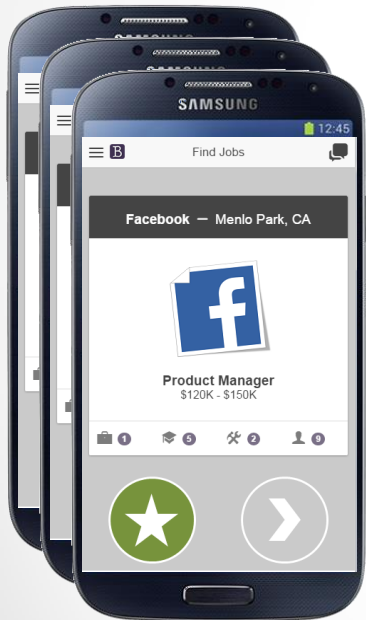 SAMSUNG
12:45
B
Find Jobs
Facebook — Menlo Park, CA
f
Product Manager
$120K - $150K
1 5 2 9